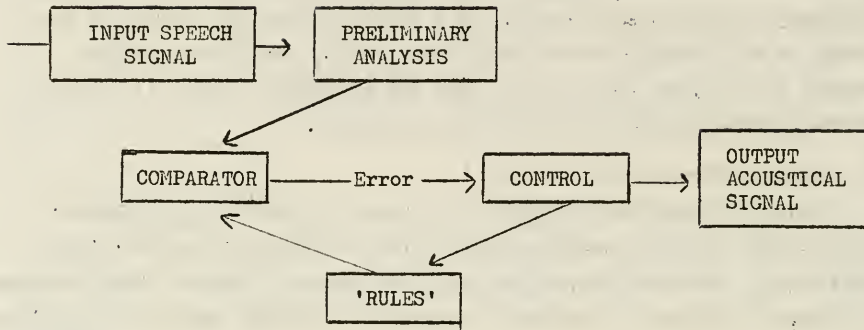 INPUT SPEECH
SIGNAL
PRELIMINARY
ANALYSIS
COMPARATOR
Error
CONTROL
OUTPUT
ACOUSTICAL
SIGNAL
'RULES'